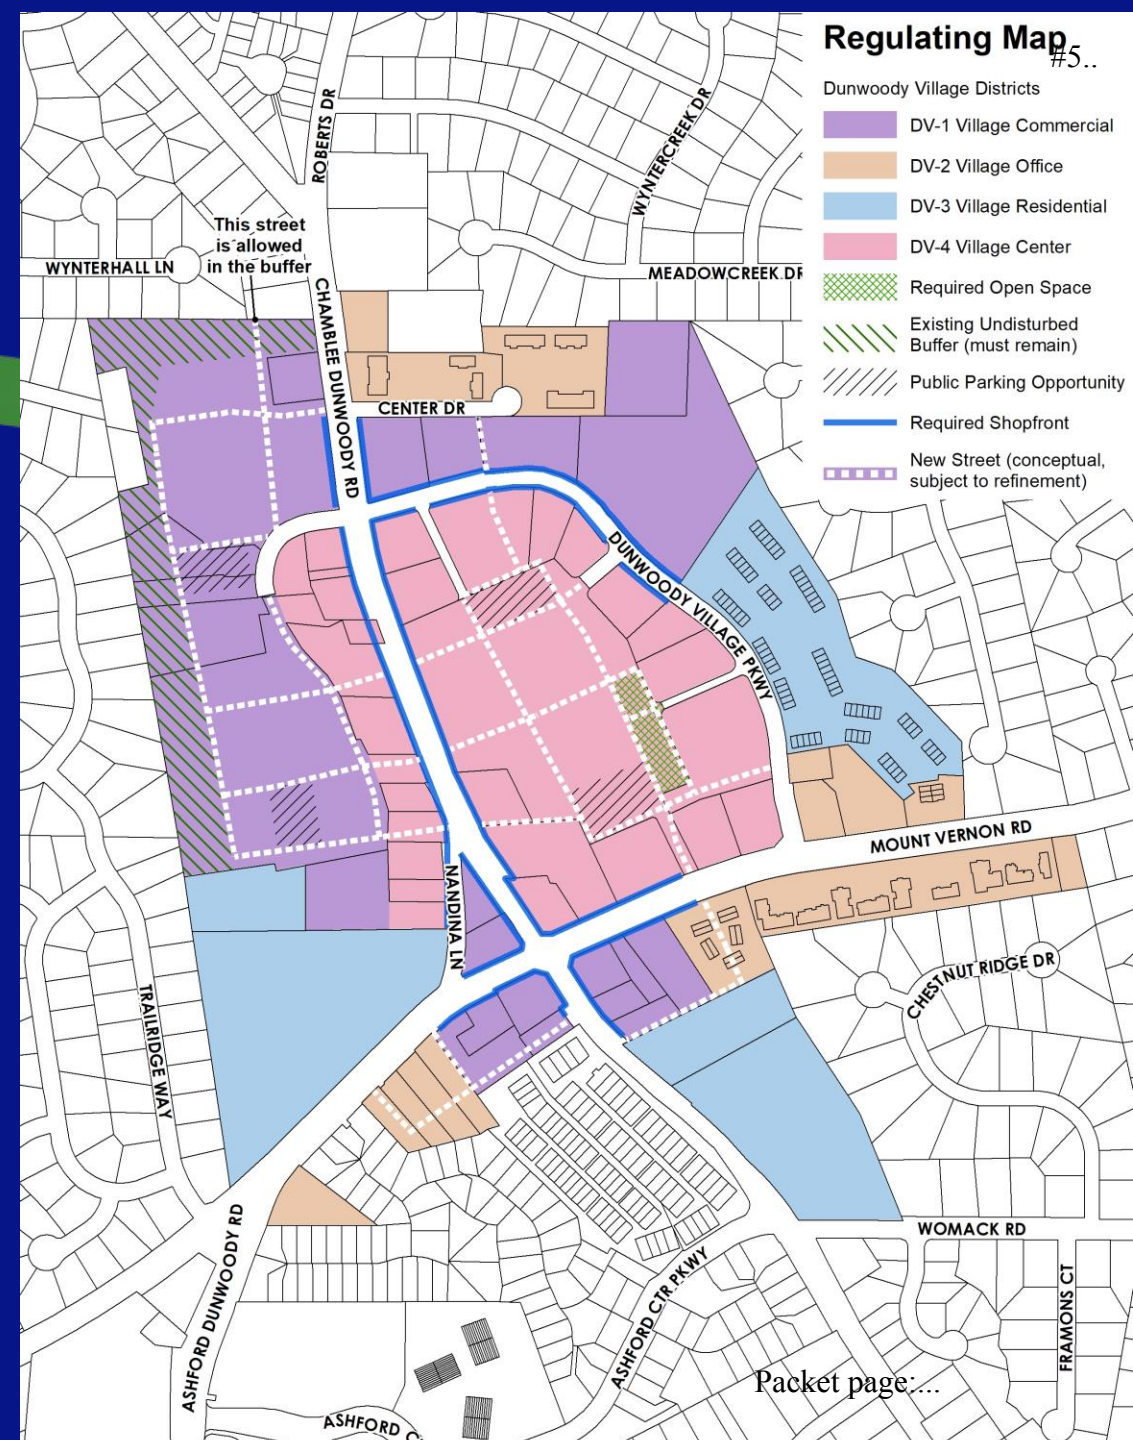 Regulating Map
#5..
Dunwoody Village Districts
DV-1 Village Commercial
DV-2 Village Office
DV-3 Village Residential
DV-4 Village Center
Required Open Space
Existing Undisturbed
Buffer (must remain)
Public Parking Opportunity
Required Shopfront
New Street (conceptual,
subject to refinement)
ROBERTS DR
WYNTERCREEK DR
This street
is allowed
in the buffer
WYNTERHALL LN
MEADOWCREEK DR
CHAMBLEE DUNWOODY RD
CENTER DR
DUNWOODY VILLAGE PKWY
MOUNT VERNON RD
NANDINA LN
TRAILRIDGE WAY
CHESTNUT RIDGE DR
WOMACK RD
ASHFORD DUNWOODY RD
ASHFORD CTR PKWY
FRAMONS CT
Packet page:...
ASHFORD C